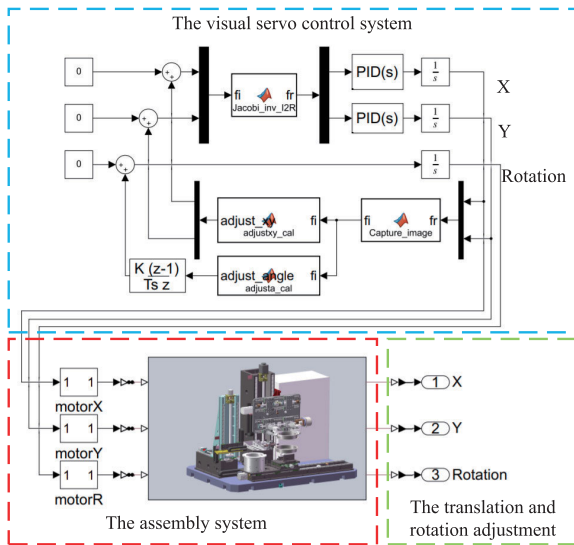 The visual servo control system
0
PID(s)
1
s
X
fi
fr
Jacobi_inv_I2R
0
PID(s)
1
s
Y
0
1
s
Rotation
adjust_xy
fi
adjustxy_cal
fi
fr
Capture_image
K (z-1)
Ts z
adjust_angle
fi
adjusta_cal
1 1
motorX
1 X
1 1
motorY
2 Y
1 1
motorR
3 Rotation
The assembly system
The translation and
rotation adjustment